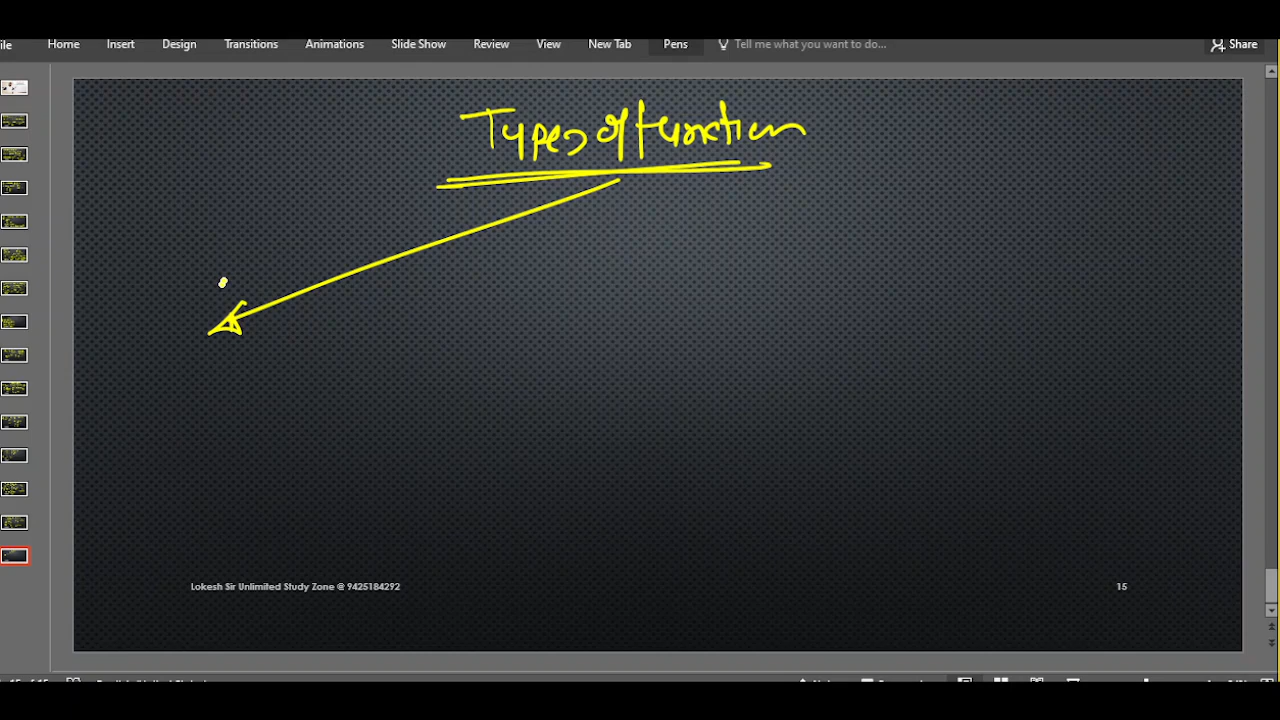 Home Insert Design Transitions Animations Slide Show Review View New Tab Pens Tell me what you want to do... Share
Types of function
Lokesh Sir Unlimited Study Zone @ 9425184292
15